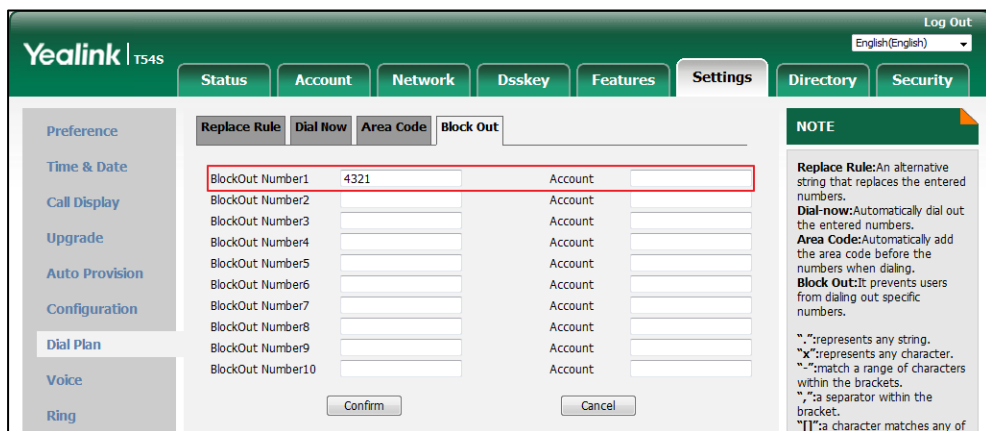 Log Out
English(English)
Yealink T54S
Status Account Network Dsskey Features Settings Directory Security
Preference
Time & Date
Call Display
Upgrade
Auto Provision
Configuration
Dial Plan
Voice
Ring
Replace Rule Dial Now Area Code Block Out
BlockOut Number1 4321 Account
BlockOut Number2 Account
BlockOut Number3 Account
BlockOut Number4 Account
BlockOut Number5 Account
BlockOut Number6 Account
BlockOut Number7 Account
BlockOut Number8 Account
BlockOut Number9 Account
BlockOut Number10 Account
Confirm Cancel
NOTE
Replace Rule:An alternative
string that replaces the entered
numbers.
Dial-now:Automatically dial out
the entered numbers.
Area Code:Automatically add
the area code before the
numbers when dialing.
Block Out:It prevents users
from dialing out specific
numbers.
".":represents any string.
"x":represents any character.
"-":match a range of characters
within the brackets.
",":a separator within the
bracket.
"[]":a character matches any of